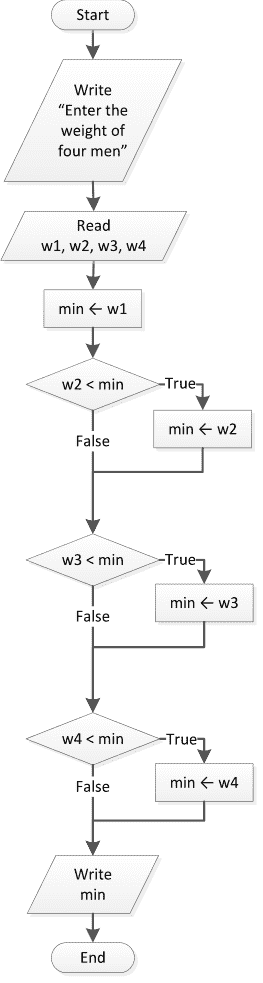 Start
Write
“Enter the
weight of
four men”
Read
w1, w2, w3, w4
min ← w1
w2 < min
True
min ← w2
False
w3 < min
True
min ← w3
False
w4 < min
True
min ← w4
False
Write
min
End